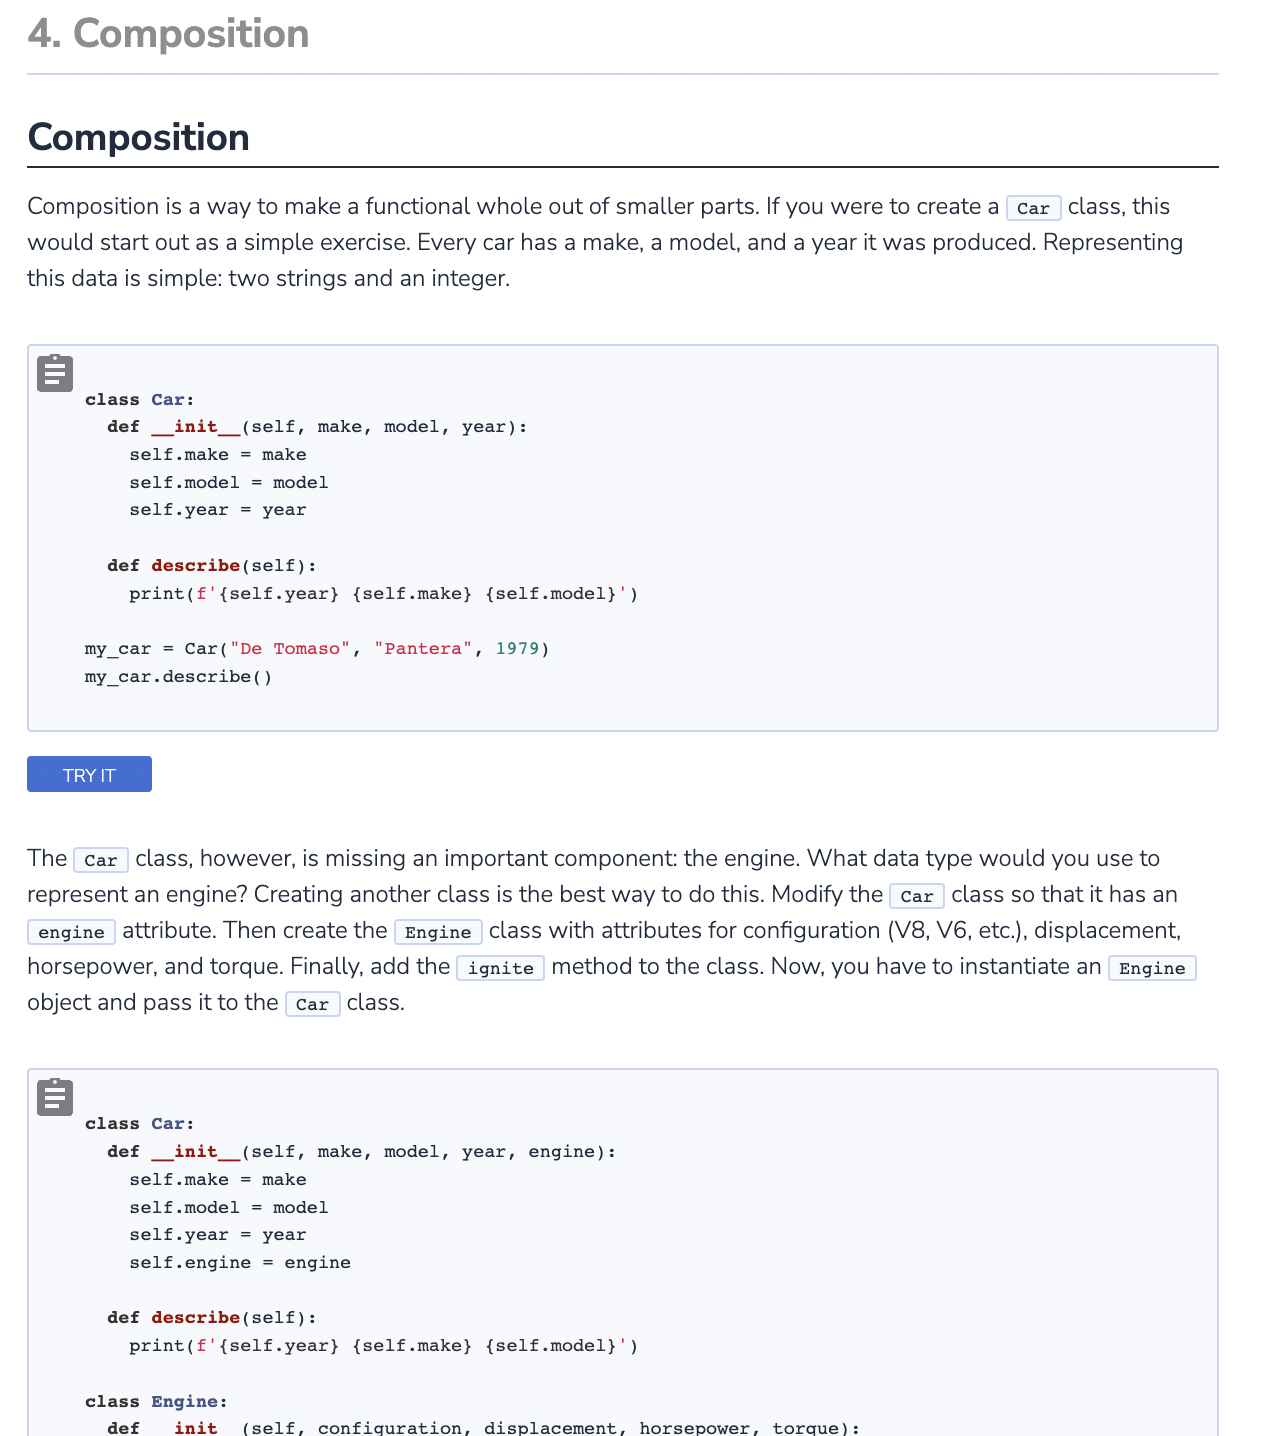 4. Composition
Composition
Composition is a way to make a functional whole out of smaller parts. If you were to create a Car class, this
would start out as a simple exercise. Every car has a make, a model, and a year it was produced. Representing
this data is simple: two strings and an integer.
class Car:
  def __init__(self, make, model, year):
    self.make = make
    self.model = model
    self.year = year
  def describe(self):
    print(f'{self.year} {self.make} {self.model}')
my_car = Car("De Tomaso", "Pantera", 1979)
my_car.describe()
TRY IT
The Car class, however, is missing an important component: the engine. What data type would you use to
represent an engine? Creating another class is the best way to do this. Modify the Car class so that it has an
engine attribute. Then create the Engine class with attributes for configuration (V8, V6, etc.), displacement,
horsepower, and torque. Finally, add the ignite method to the class. Now, you have to instantiate an Engine
object and pass it to the Car class.
class Car:
  def __init__(self, make, model, year, engine):
    self.make = make
    self.model = model
    self.year = year
    self.engine = engine
  def describe(self):
    print(f'{self.year} {self.make} {self.model}')
class Engine:
  def __init__(self, configuration, displacement, horsepower, torque):